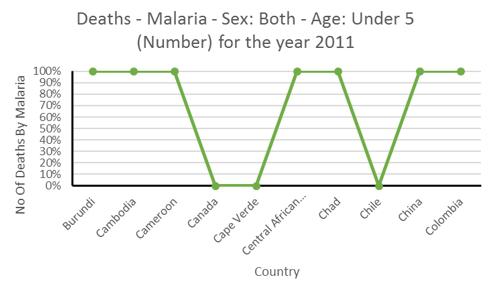 Deaths - Malaria - Sex: Both - Age: Under 5
(Number) for the year 2011
No Of Deaths By Malaria
100%
90%
80%
70%
60%
50%
40%
30%
20%
10%
0%
Burundi
Cambodia
Cameroon
Canada
Cape Verde
Central African...
Chad
Chile
China
Colombia
Country